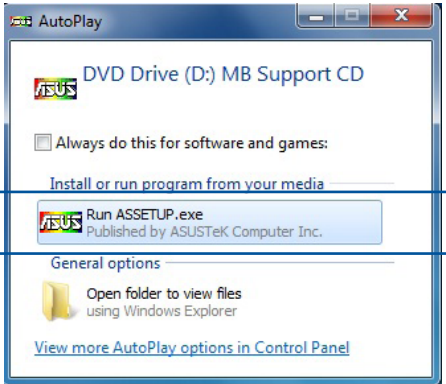 AutoPlay
DVD Drive (D:) MB Support CD
ASUS
Always do this for software and games:
Install or run program from your media
ASUS
Run ASSETUP.exe
Published by ASUSTeK Computer Inc.
General options
Open folder to view files
using Windows Explorer
View more AutoPlay options in Control Panel